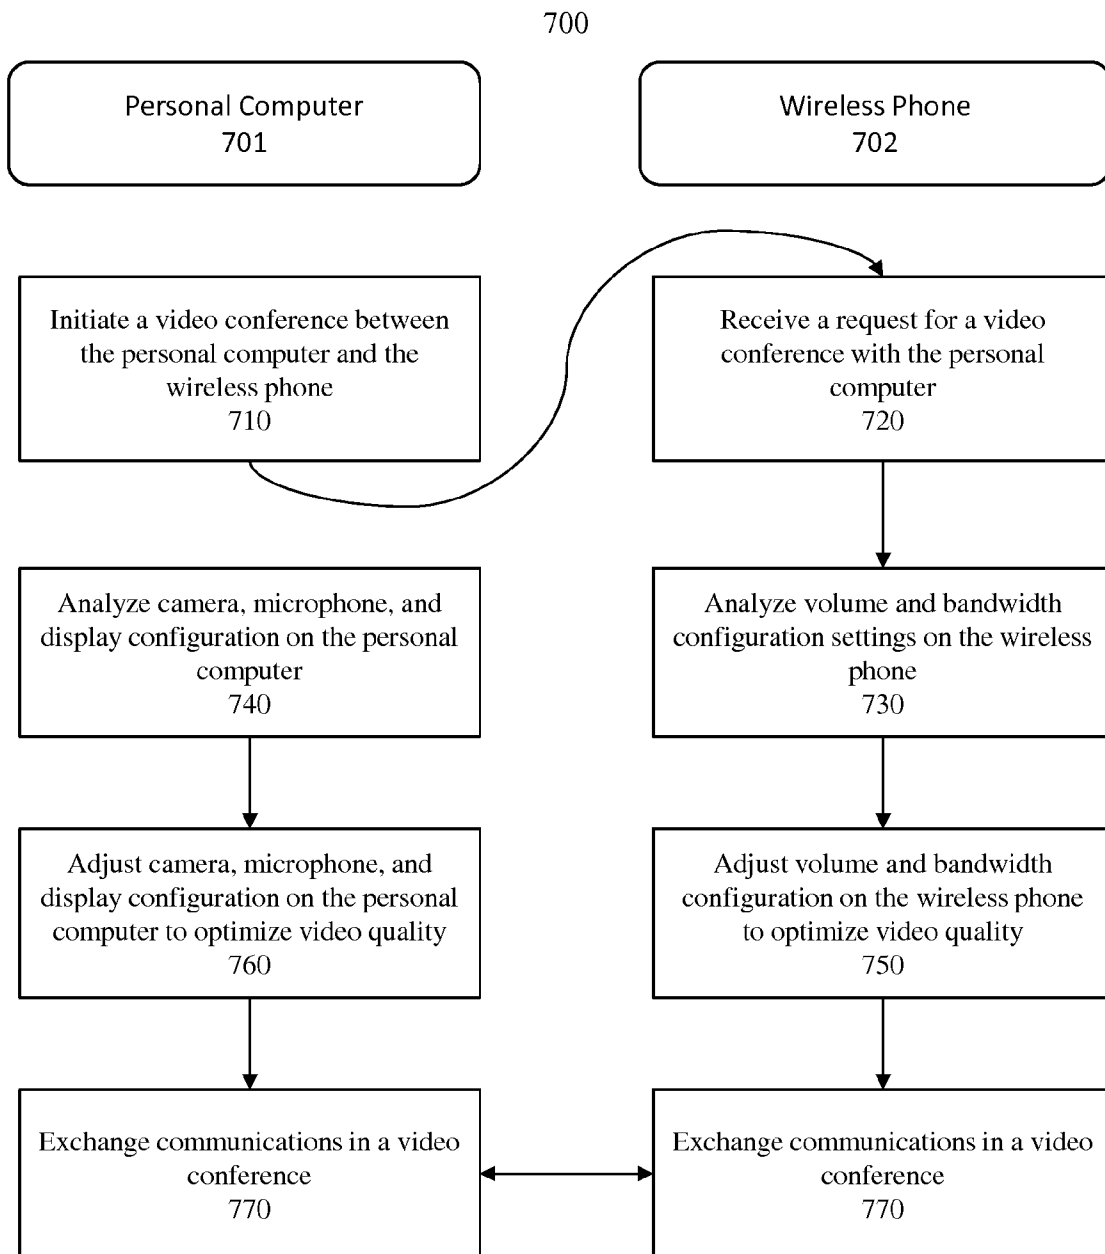 700
Personal Computer
701
Wireless Phone
702
Initiate a video conference between
the personal computer and the
wireless phone
710
Receive a request for a video
conference with the personal
computer
720
Analyze camera, microphone, and
display configuration on the personal
computer
740
Analyze volume and bandwidth
configuration settings on the wireless
phone
730
Adjust camera, microphone, and
display configuration on the personal
computer to optimize video quality
760
Adjust volume and bandwidth
configuration on the wireless phone
to optimize video quality
750
Exchange communications in a video
conference
770
Exchange communications in a video
conference
770